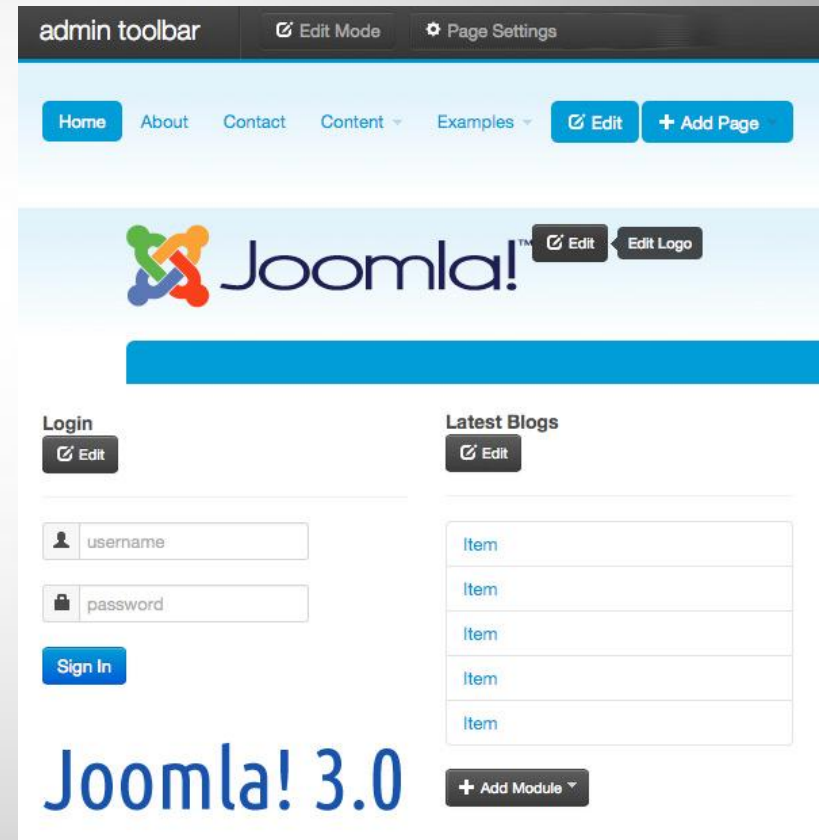 admin toolbar Edit Mode Page Settings
Home About Contact Content Examples Edit + Add Page
Joomla!™ Edit Edit Logo
Login
Edit
username
password
Sign In
Latest Blogs
Edit
Item
Item
Item
Item
Item
+ Add Module
Joomla! 3.0